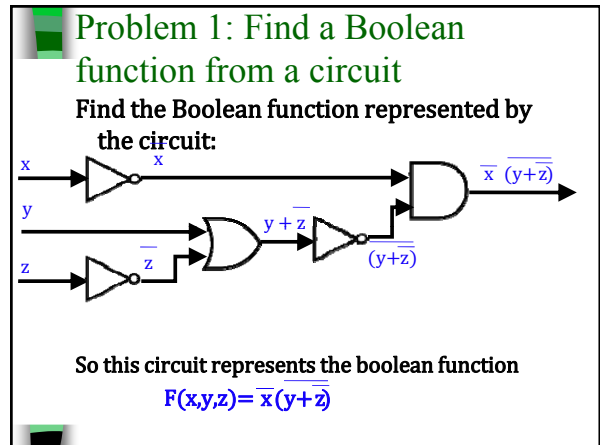 Problem 1: Find a Boolean
function from a circuit
Find the Boolean function represented by
the circuit:
x
x̅
x̅ (y+z̅)̅
y
y + z̅
z
z̅
(y+z̅)̅
So this circuit represents the boolean function
F(x,y,z)= x̅(y+z̅)̅